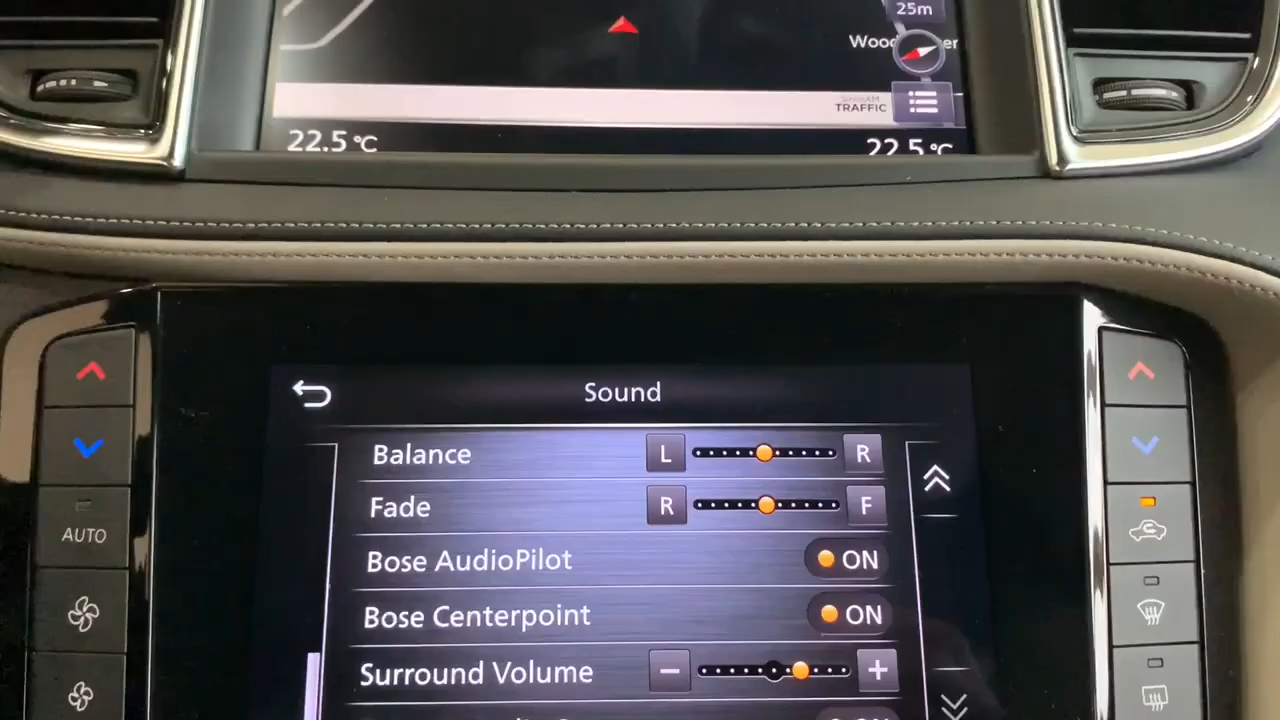 25m
TRAFFIC
22.5°C
22.5°C
Sound
Balance L R
Fade R F
Bose AudioPilot ON
Bose Centerpoint ON
Surround Volume − +
AUTO